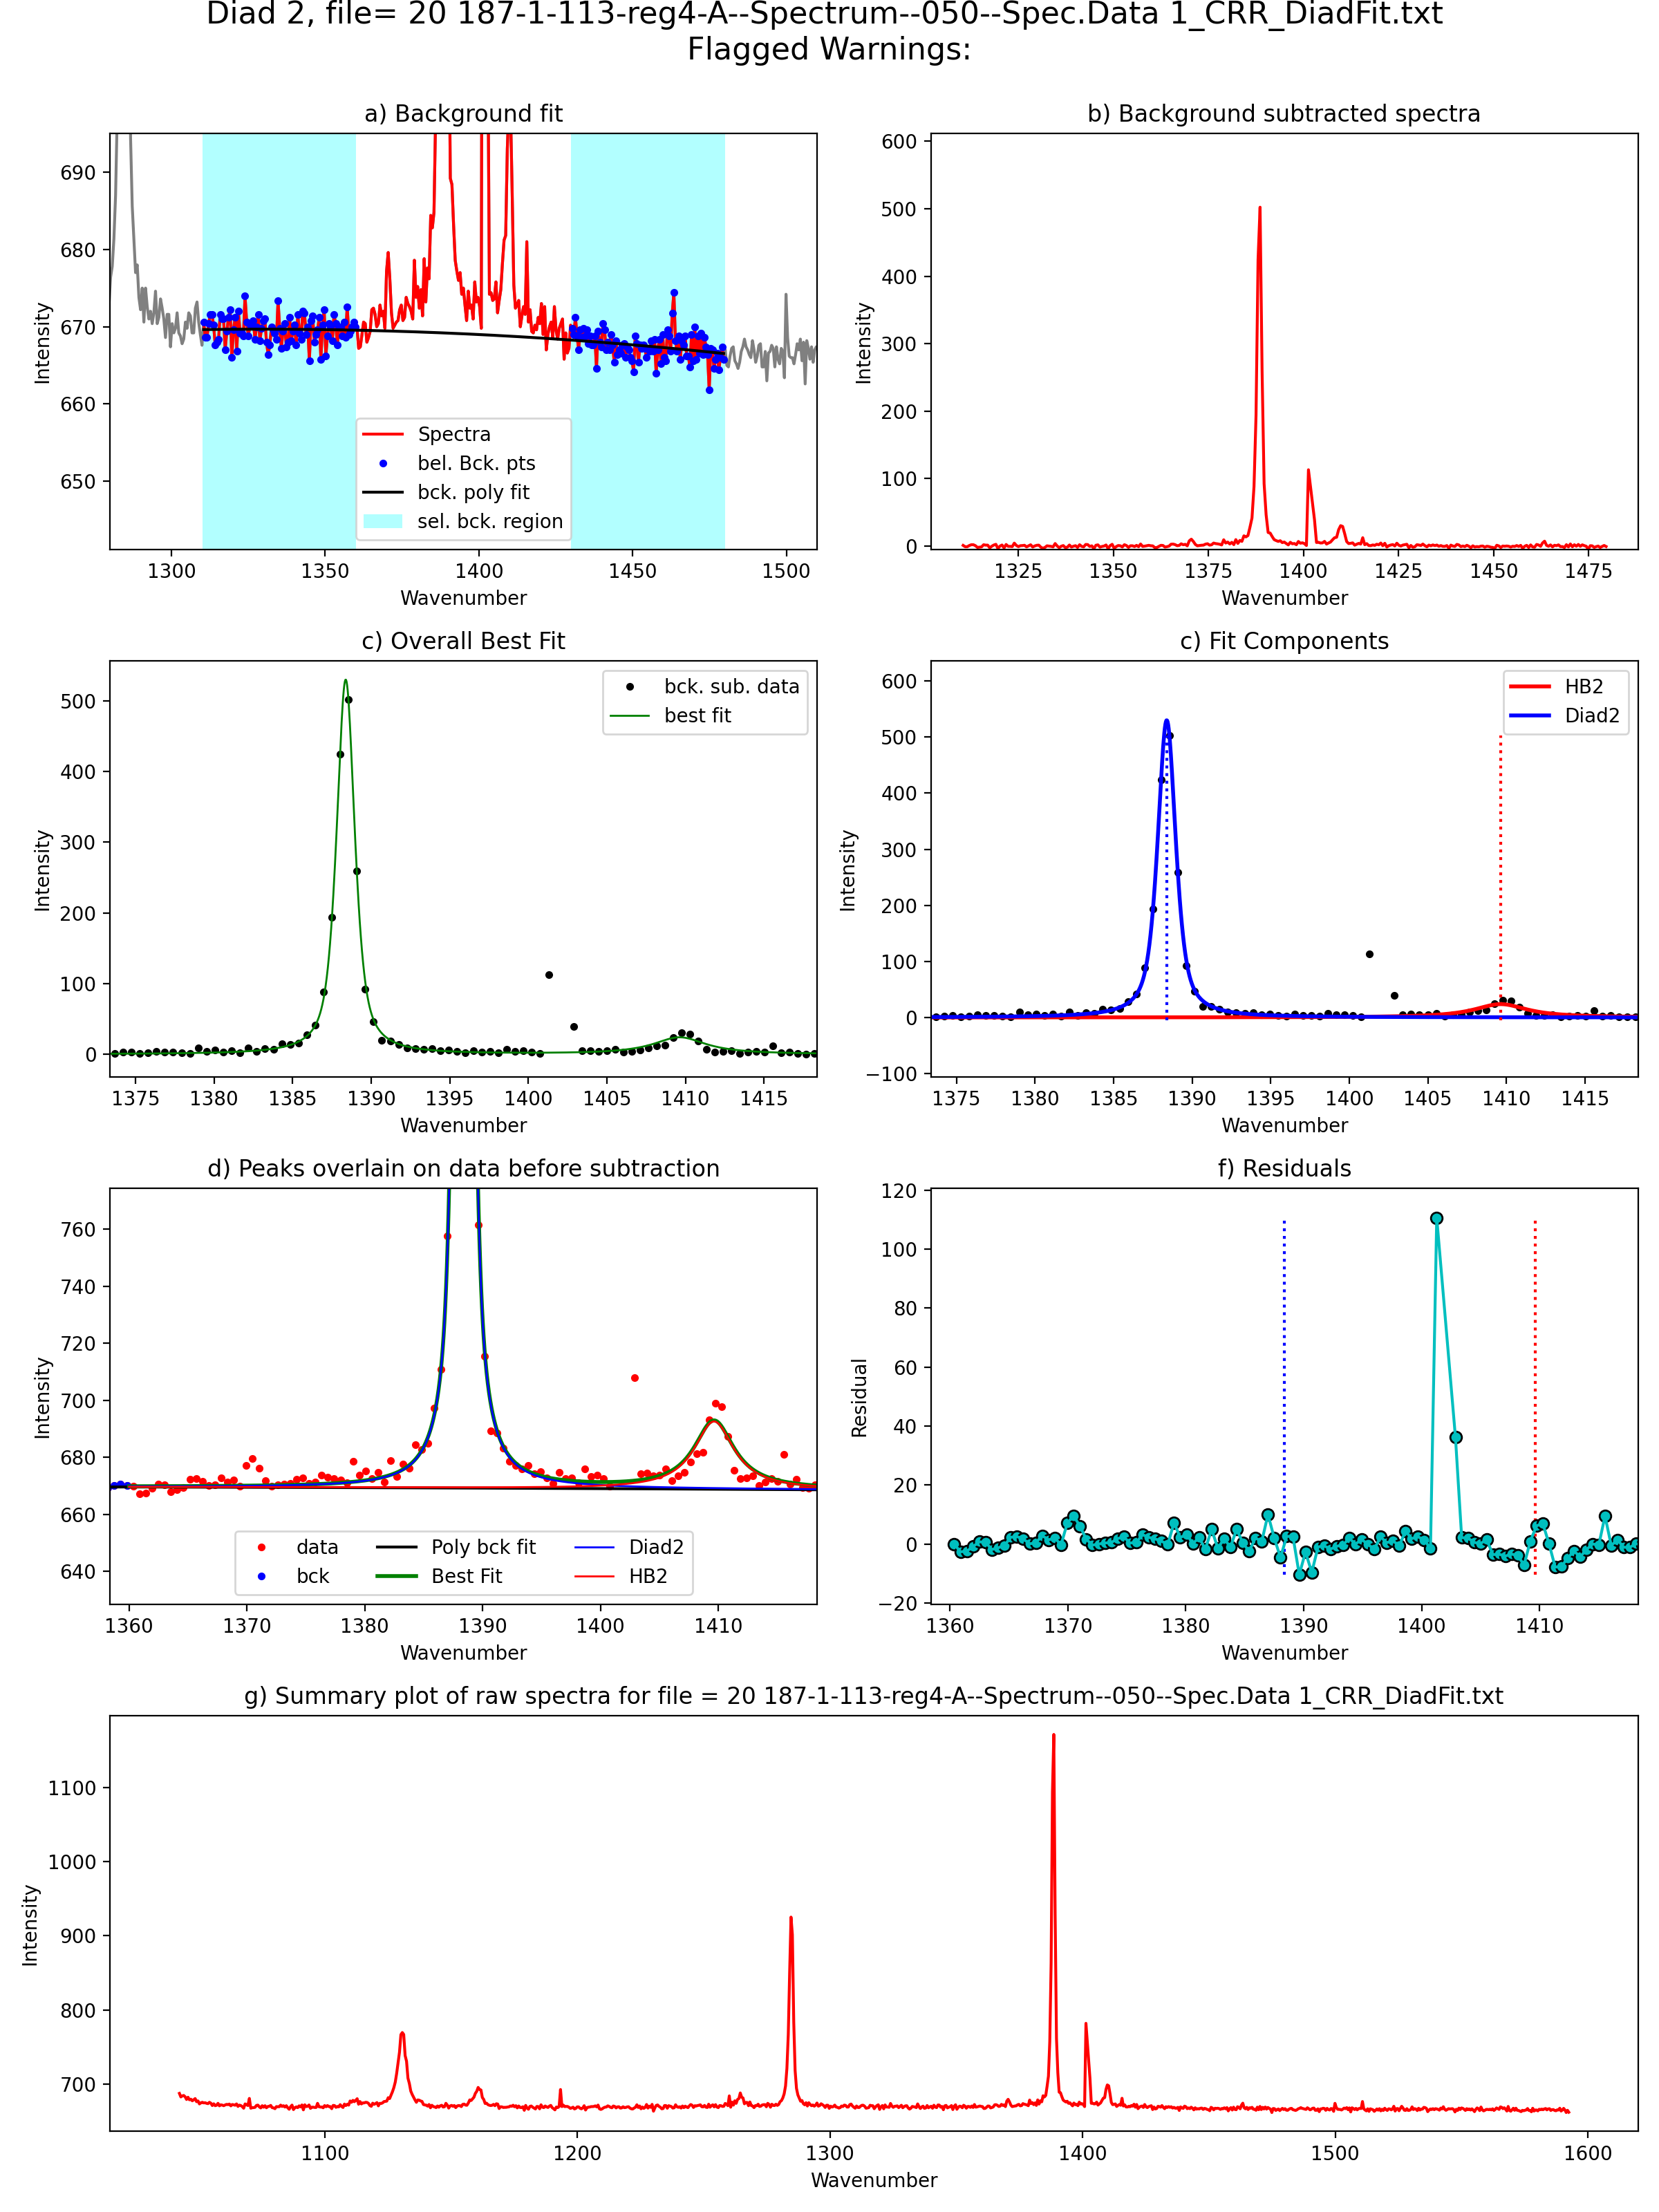 Diad 2, file= 20 187-1-113-reg4-A--Spectrum--050--Spec.Data 1_CRR_DiadFit.txt
Flagged Warnings:
a) Background fit
690
680
670
660
650
Intensity
1300
1350
1400
1450
1500
Wavenumber
Spectra
bel. Bck. pts
bck. poly fit
sel. bck. region
b) Background subtracted spectra
600
500
400
300
200
100
0
Intensity
1325
1350
1375
1400
1425
1450
1475
Wavenumber
c) Overall Best Fit
500
400
300
200
100
0
Intensity
1375
1380
1385
1390
1395
1400
1405
1410
1415
Wavenumber
bck. sub. data
best fit
c) Fit Components
600
500
400
300
200
100
0
−100
Intensity
1375
1380
1385
1390
1395
1400
1405
1410
1415
Wavenumber
HB2
Diad2
d) Peaks overlain on data before subtraction
760
740
720
700
680
660
640
Intensity
1360
1370
1380
1390
1400
1410
Wavenumber
data
bck
Poly bck fit
Best Fit
Diad2
HB2
f) Residuals
120
100
80
60
40
20
0
−20
Residual
1360
1370
1380
1390
1400
1410
Wavenumber
g) Summary plot of raw spectra for file = 20 187-1-113-reg4-A--Spectrum--050--Spec.Data 1_CRR_DiadFit.txt
1100
1000
900
800
700
Intensity
1100
1200
1300
1400
1500
1600
Wavenumber